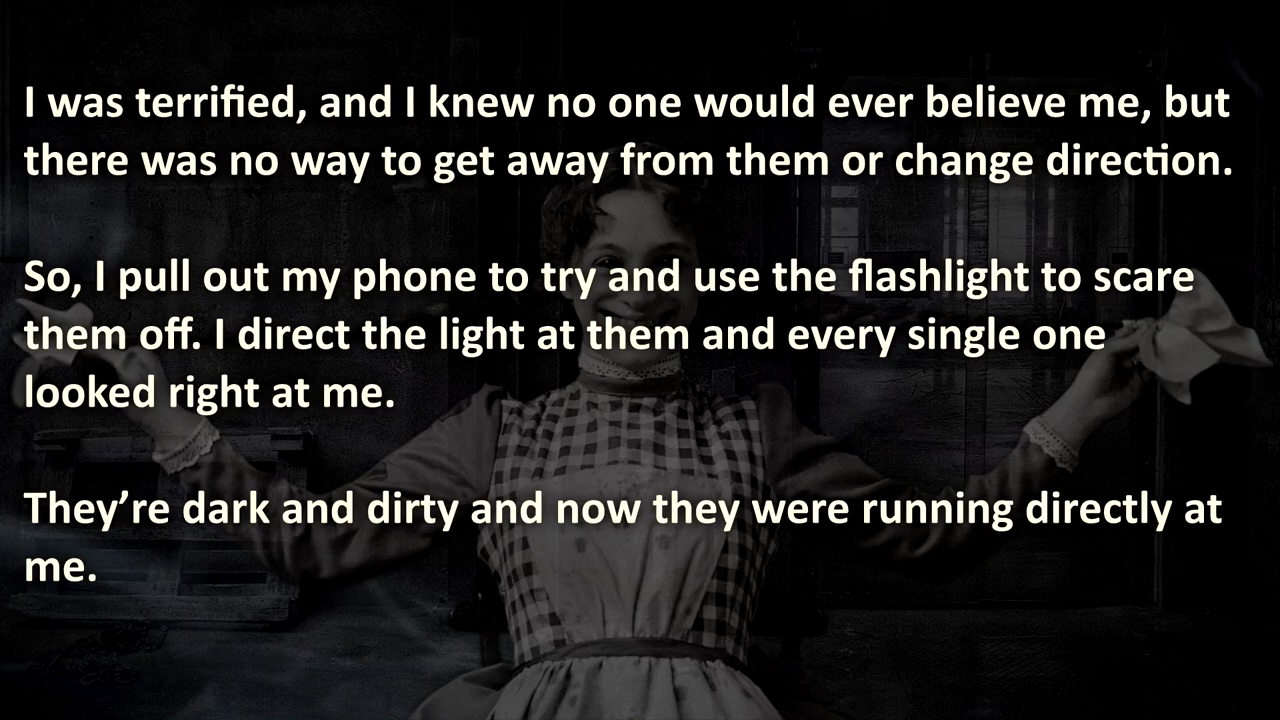 I was terrified, and I knew no one would ever believe me, but
there was no way to get away from them or change direction.
So, I pull out my phone to try and use the flashlight to scare
them off. I direct the light at them and every single one
looked right at me.
They’re dark and dirty and now they were running directly at
me.